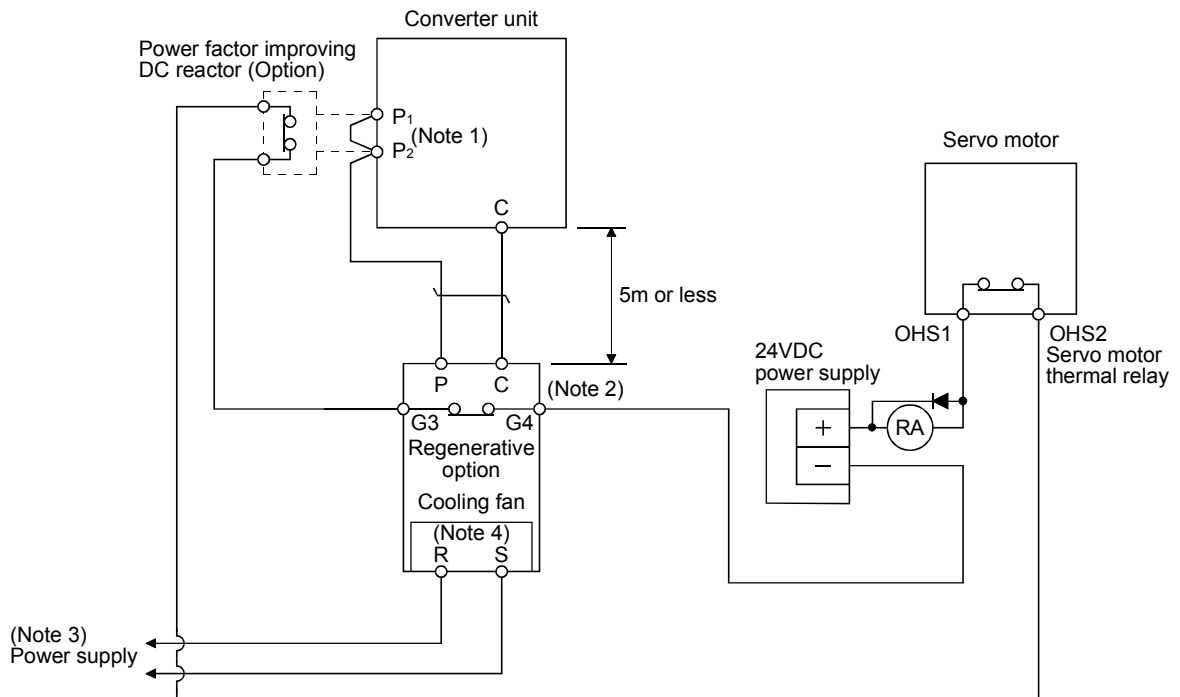 Converter unit
Power factor improving
DC reactor (Option)
P1
(Note 1)
P2
C
5m or less
Servo motor
OHS1
OHS2
Servo motor
thermal relay
24VDC
power supply
+
−
RA
P
C
(Note 2)
G3
G4
Regenerative
option
Cooling fan
(Note 4)
R
S
(Note 3)
Power supply